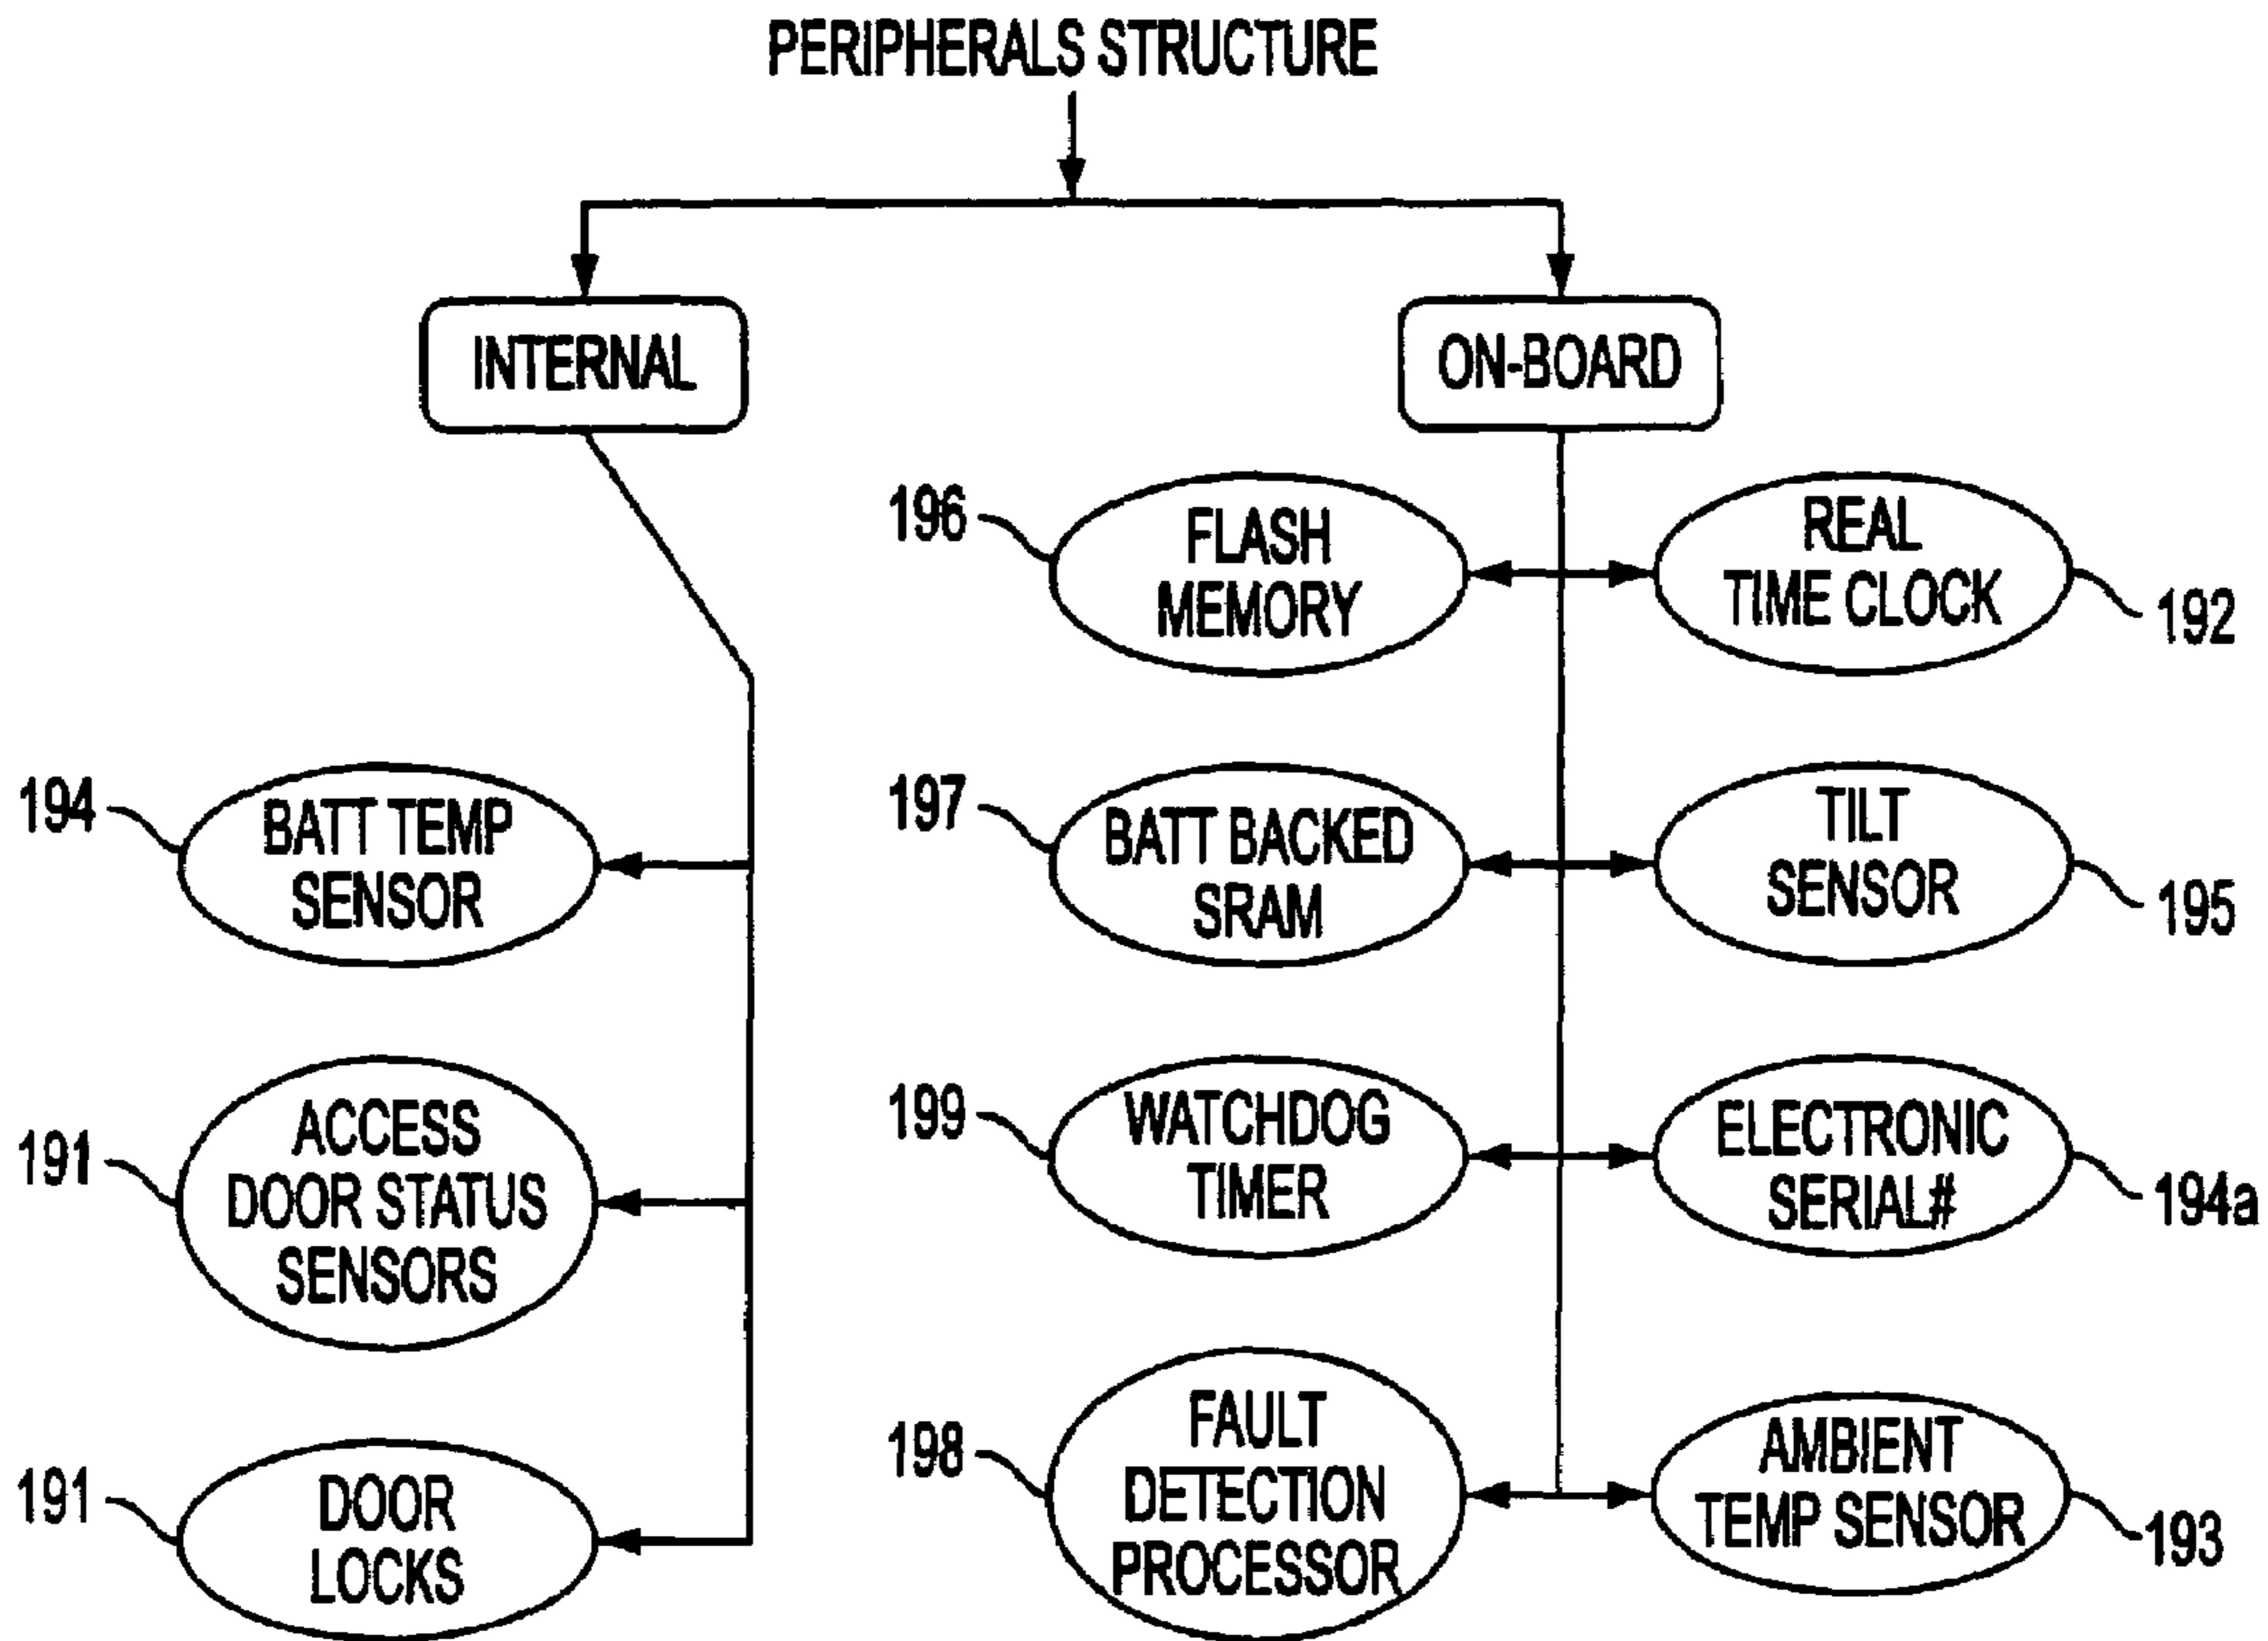 PERIPHERALS STRUCTURE
INTERNAL
ON-BOARD
196
FLASH
MEMORY
REAL
TIME CLOCK
192
194
BATT TEMP
SENSOR
197
BATT BACKED
SRAM
TILT
SENSOR
195
191
ACCESS
DOOR STATUS
SENSORS
199
WATCHDOG
TIMER
ELECTRONIC
SERIAL#
194a
191
DOOR
LOCKS
198
FAULT
DETECTION
PROCESSOR
AMBIENT
TEMP SENSOR
193